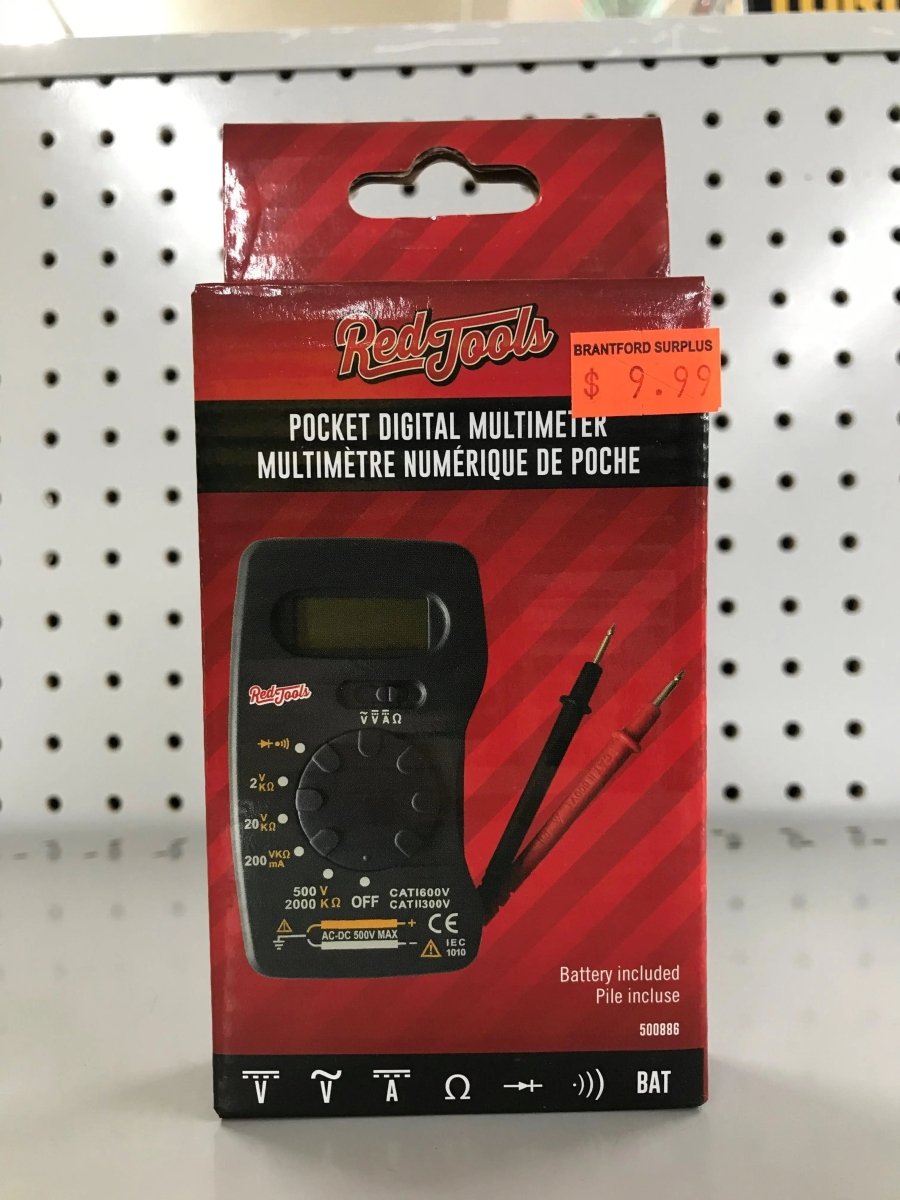 Red Tools
BRANTFORD SURPLUS
$ 9.99
POCKET DIGITAL MULTIMETER
MULTIMÈTRE NUMÉRIQUE DE POCHE
Red Tools
V V A Ω
2 V KΩ
20 V KΩ
200 VKΩ mA
500 V
2000 KΩ
OFF
CATI600V
CATII300V
AC-DC 500V MAX
+
−
CE
IEC
1010
Battery included
Pile incluse
500886
V V A Ω BAT